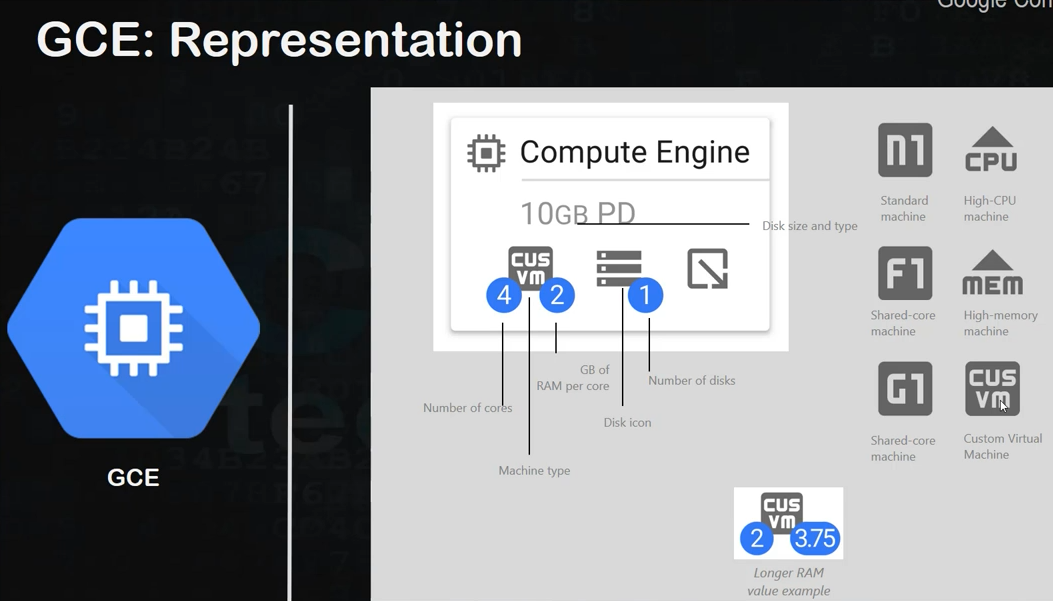 Google Com
GCE: Representation
Compute Engine
10GB PD
Disk size and type
CUS
VM
4
2
1
GB of
RAM per core
Number of disks
Number of cores
Disk icon
Machine type
GCE
n1
Standard
machine
CPU
High-CPU
machine
F1
Shared-core
machine
MEM
High-memory
machine
G1
Shared-core
machine
CUS
VM
Custom Virtual
Machine
CUS
VM
2
3.75
Longer RAM
value example